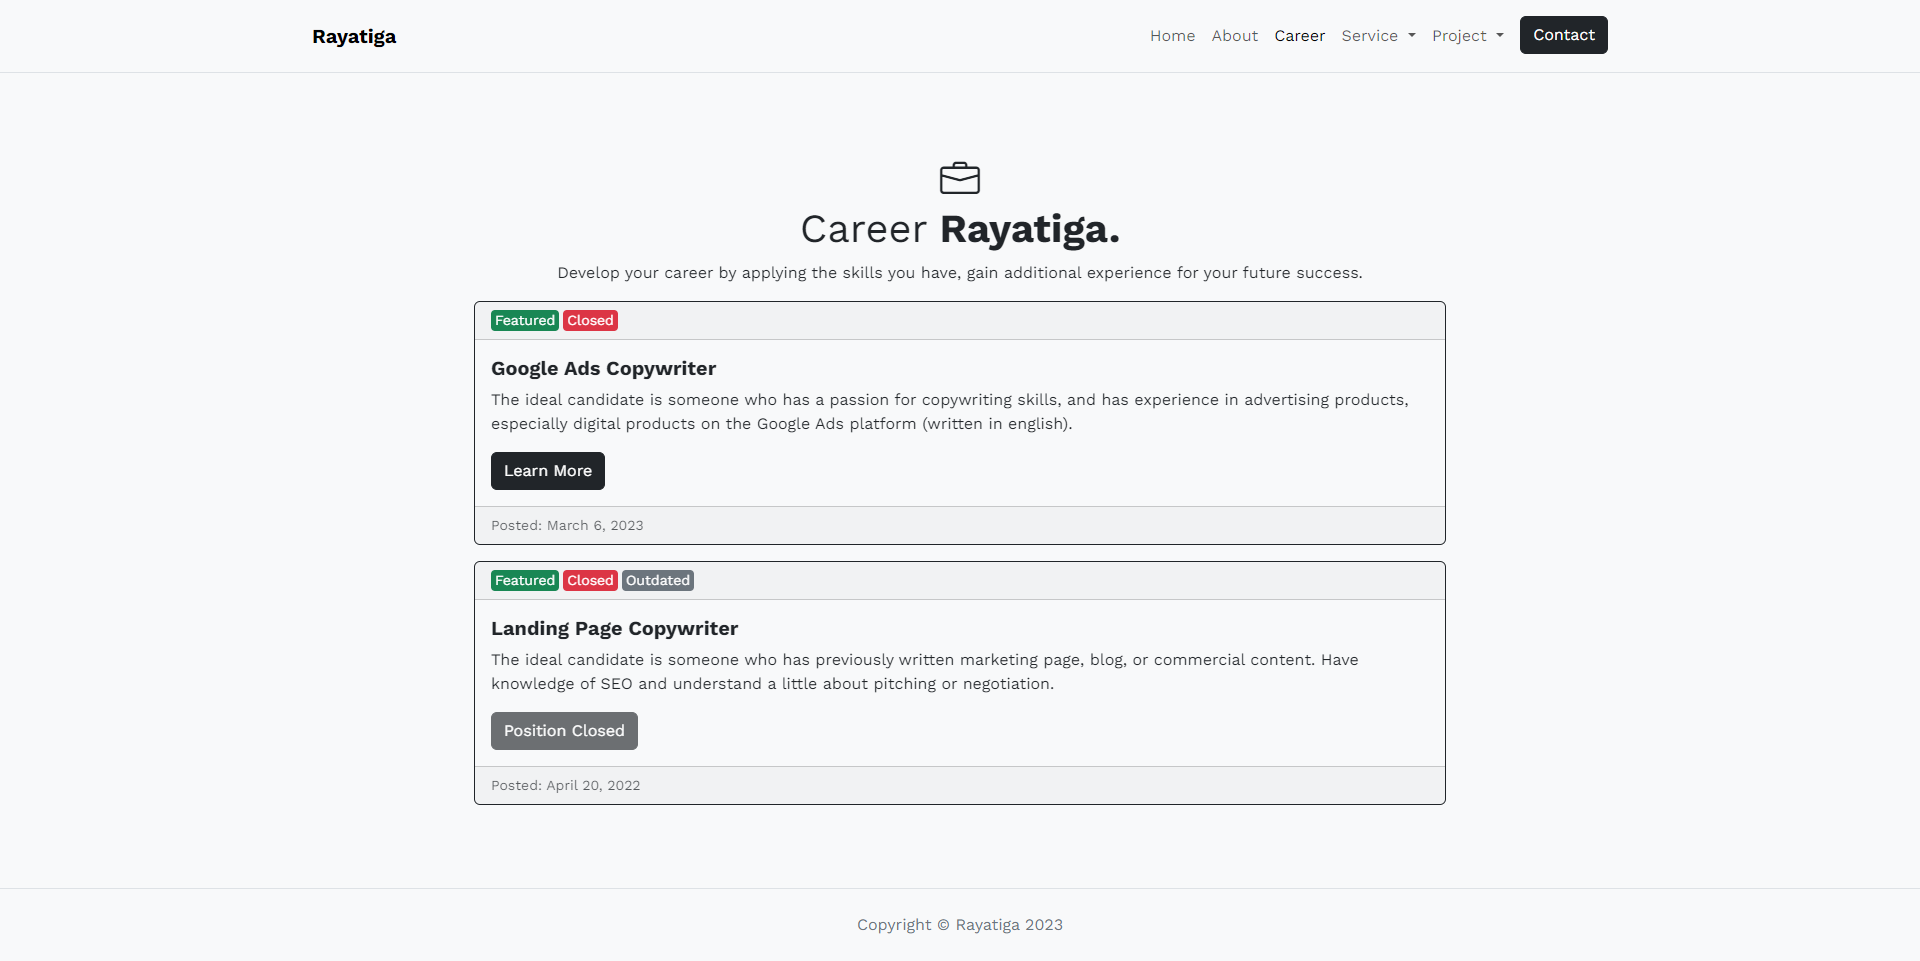 Rayatiga
Home About Career Service Project Contact
Career Rayatiga.
Develop your career by applying the skills you have, gain additional experience for your future success.
Featured Closed
Google Ads Copywriter
The ideal candidate is someone who has a passion for copywriting skills, and has experience in advertising products,
especially digital products on the Google Ads platform (written in english).
Learn More
Posted: March 6, 2023
Featured Closed Outdated
Landing Page Copywriter
The ideal candidate is someone who has previously written marketing page, blog, or commercial content. Have
knowledge of SEO and understand a little about pitching or negotiation.
Position Closed
Posted: April 20, 2022
Copyright © Rayatiga 2023